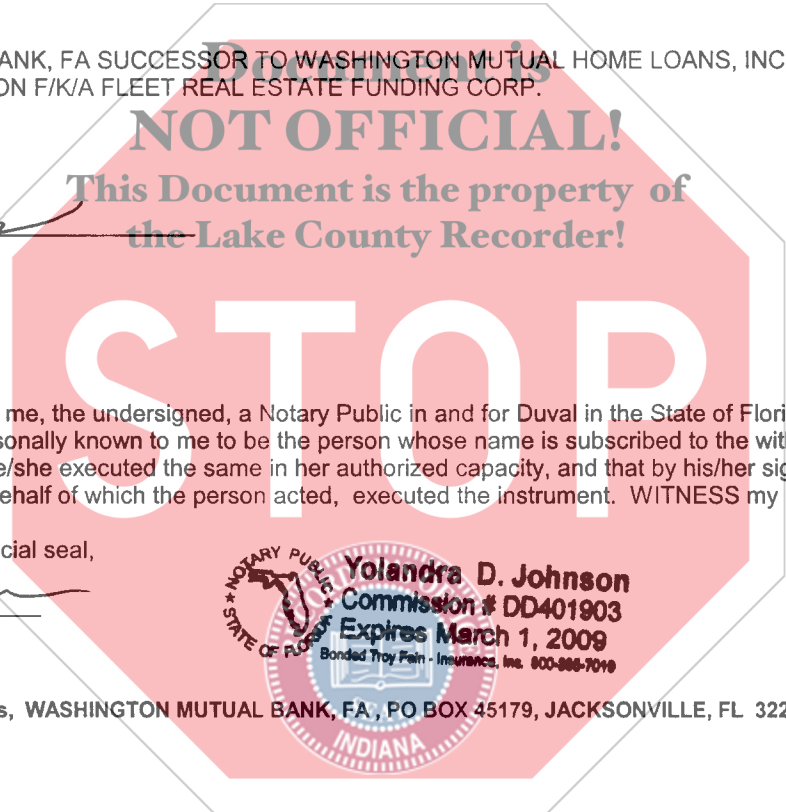 ANK, FA SUCCESSOR TO WASHINGTON MUTUAL HOME LOANS, INC
ON F/K/A FLEET REAL ESTATE FUNDING CORP.
Document is
NOT OFFICIAL!
This Document is the property of
the Lake County Recorder!
STOP
me, the undersigned, a Notary Public in and for Duval in the State of Flori
sonally known to me to be the person whose name is subscribed to the wit
e/she executed the same in her authorized capacity, and that by his/her sig
ehalf of which the person acted, executed the instrument. WITNESS my
cial seal,
NOTARY PUBLIC
STATE OF FLORIDA
Yolandra D. Johnson
Commission # DD401903
Expires March 1, 2009
Bonded Troy Fain - Insurance, Inc. 800-385-7019
s, WASHINGTON MUTUAL BANK, FA , PO BOX 45179, JACKSONVILLE, FL 322
INDIANA